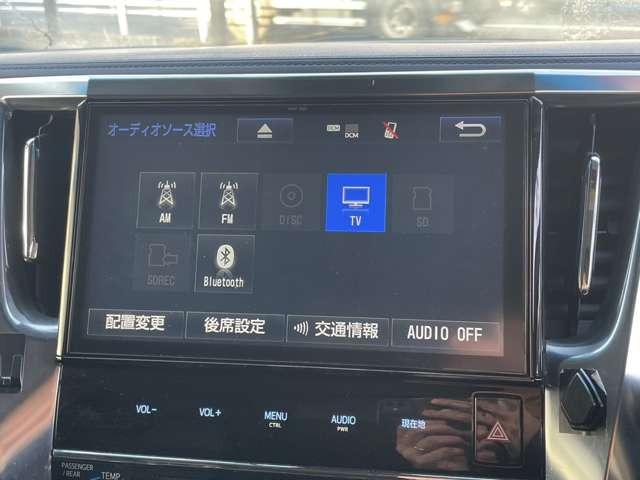 オーディオソース選択
DCM
DCM
AM
FM
DISC
TV
SD
SDREC
Bluetooth
配置変更
後席設定
交通情報
AUDIO OFF
VOL-
VOL+
MENU
CTRL
AUDIO
PWR
現在地
PASSENGER
/REAR
TEMP